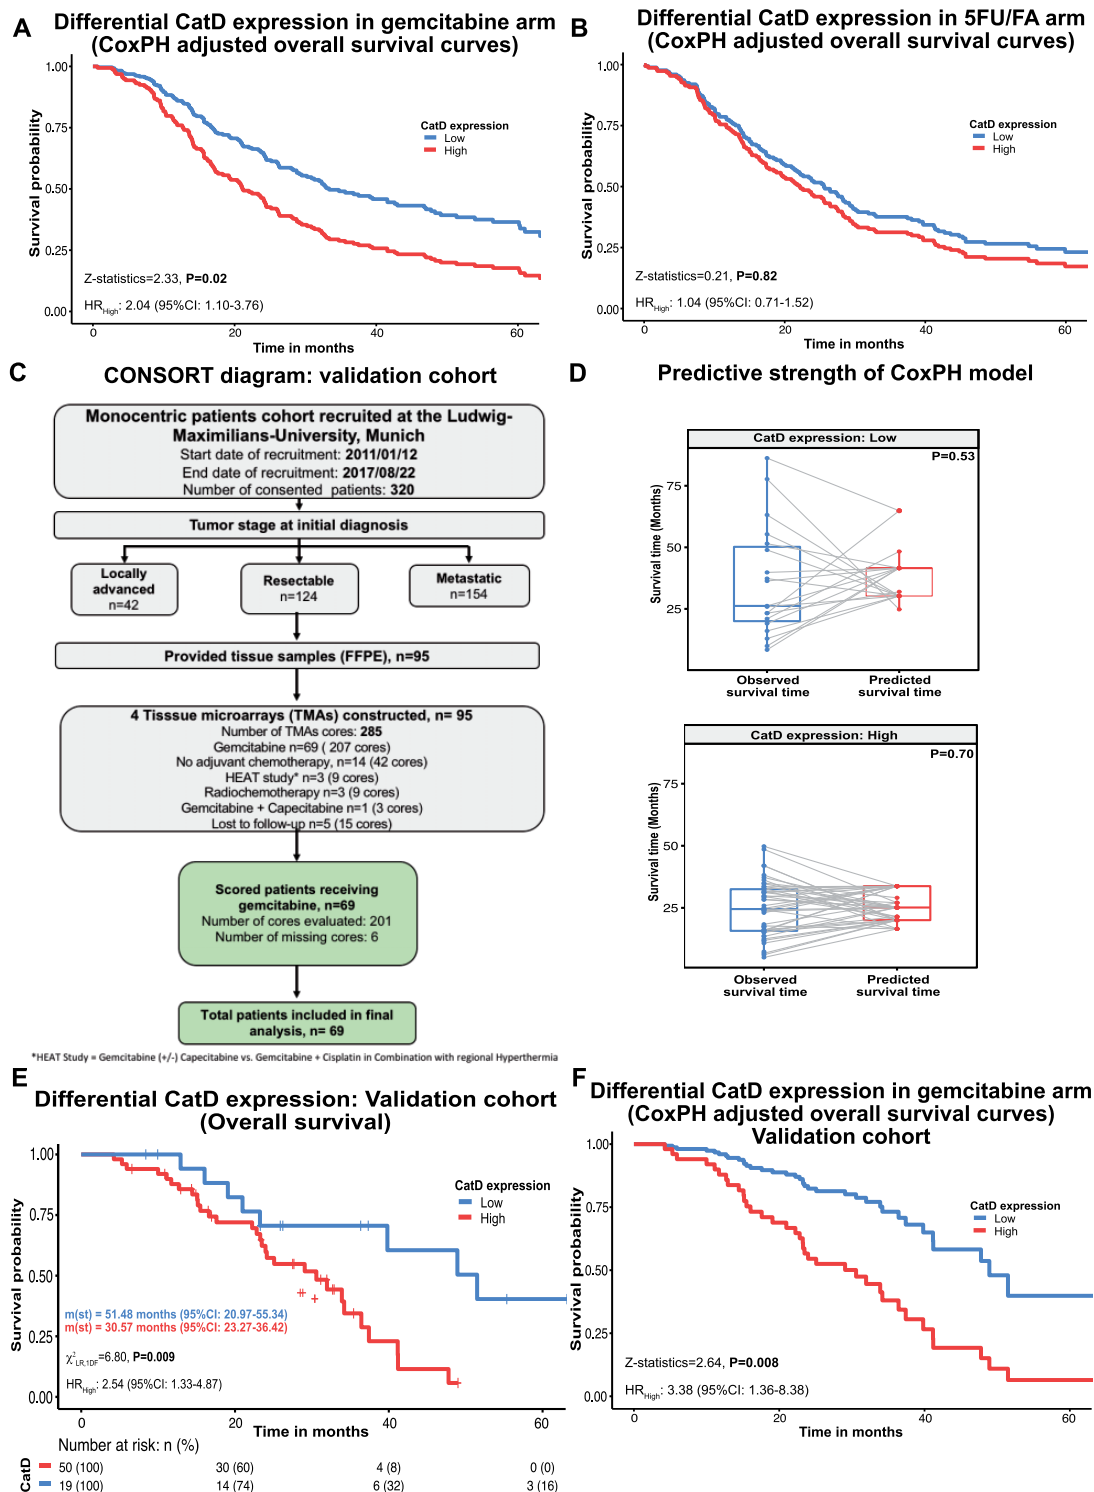 A
Differential CatD expression in gemcitabine arm
(CoxPH adjusted overall survival curves)
1.00
0.75
0.50
0.25
0.00
Survival probability
CatD expression
Low
High
Z-statistics=2.33, P=0.02
HRHigh: 2.04 (95%CI: 1.10-3.76)
0
20
40
60
Time in months
B
Differential CatD expression in 5FU/FA arm
(CoxPH adjusted overall survival curves)
1.00
0.75
0.50
0.25
0.00
Survival probability
CatD expression
Low
High
Z-statistics=0.21, P=0.82
HRHigh: 1.04 (95%CI: 0.71-1.52)
0
20
40
60
Time in months
C
CONSORT diagram: validation cohort
Monocentric patients cohort recruited at the Ludwig-
Maximilians-University, Munich
Start date of recruitment: 2011/01/12
End date of recruitment: 2017/08/22
Number of consented patients: 320
Tumor stage at initial diagnosis
Locally
advanced
n=42
Resectable
n=124
Metastatic
n=154
Provided tissue samples (FFPE), n=95
4 Tisssue microarrays (TMAs) constructed, n= 95
Number of TMAs cores: 285
Gemcitabine n=69 ( 207 cores)
No adjuvant chemotherapy, n=14 (42 cores)
HEAT study* n=3 (9 cores)
Radiochemotherapy n=3 (9 cores)
Gemcitabine + Capecitabine n=1 (3 cores)
Lost to follow-up n=5 (15 cores)
Scored patients receiving
gemcitabine, n=69
Number of cores evaluated: 201
Number of missing cores: 6
Total patients included in final
analysis, n= 69
*HEAT Study = Gemcitabine (+/-) Capecitabine vs. Gemcitabine + Cisplatin in Combination with regional Hyperthermia
D
Predictive strength of CoxPH model
CatD expression: Low
P=0.53
75
50
25
Survival time (Months)
Observed
survival time
Predicted
survival time
CatD expression: High
P=0.70
75
50
25
Survival time (Months)
Observed
survival time
Predicted
survival time
E
Differential CatD expression: Validation cohort
(Overall survival)
1.00
0.75
0.50
0.25
0.00
Survival probability
CatD expression
Low
High
m(st) = 51.48 months (95%CI: 20.97-55.34)
m(st) = 30.57 months (95%CI: 23.27-36.42)
χ²LR,1DF=6.80, P=0.009
HRHigh: 2.54 (95%CI: 1.33-4.87)
0
20
40
60
Time in months
Number at risk: n (%)
CatD
50 (100) 30 (60) 4 (8) 0 (0)
19 (100) 14 (74) 6 (32) 3 (16)
F
Differential CatD expression in gemcitabine arm
(CoxPH adjusted overall survival curves)
Validation cohort
1.00
0.75
0.50
0.25
0.00
Survival probability
CatD expression
Low
High
Z-statistics=2.64, P=0.008
HRHigh: 3.38 (95%CI: 1.36-8.38)
0
20
40
60
Time in months